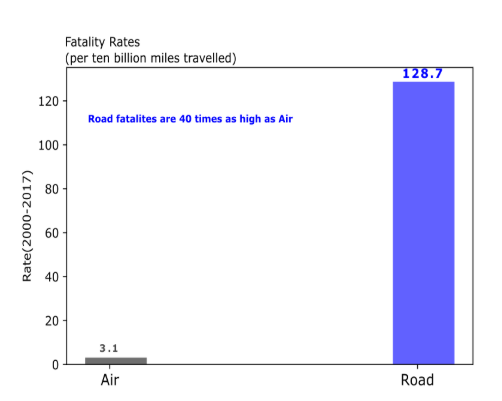 Fatality Rates
(per ten billion miles travelled)
128.7
Road fatalites are 40 times as high as Air
120
100
80
60
40
20
0
Rate(2000-2017)
3.1
Air
Road